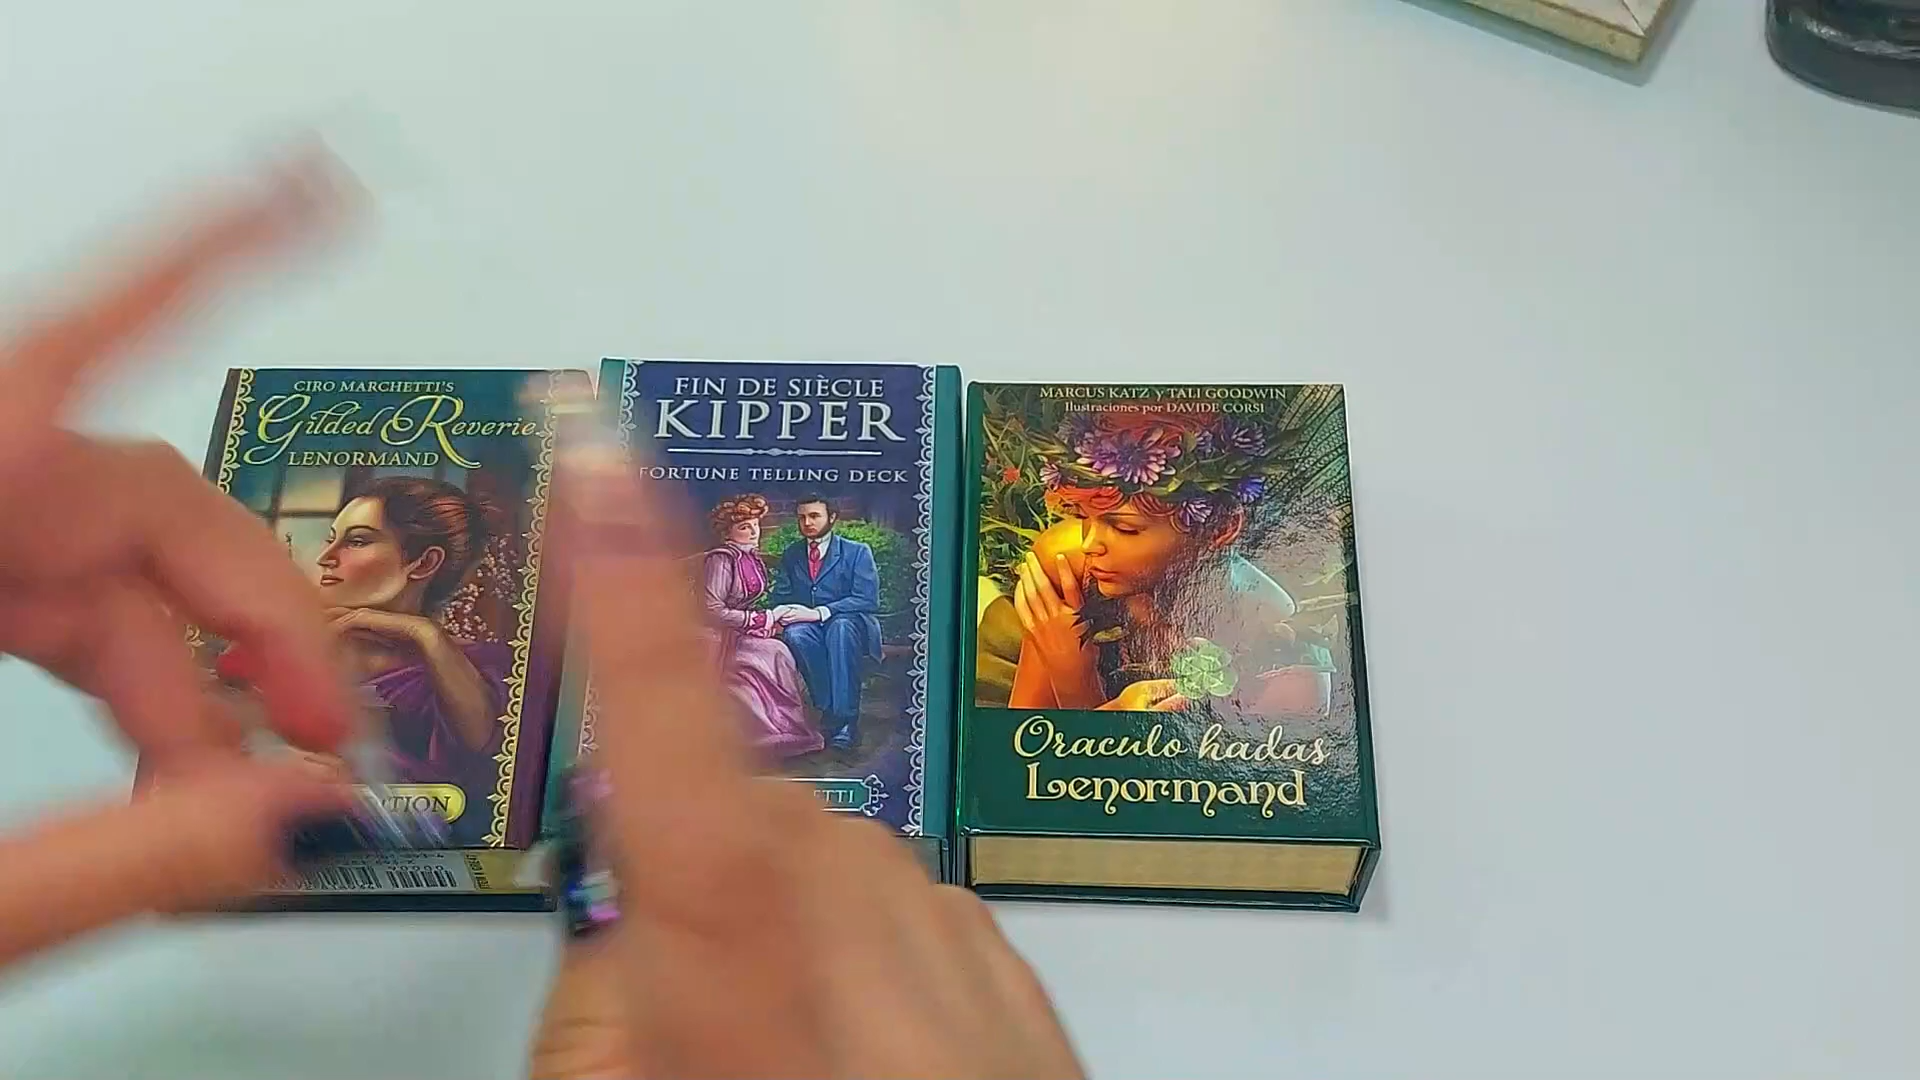 CIRO MARCHETTI'S
Gilded Reverie
LENORMAND
FIN DE SIÈCLE
KIPPER
FORTUNE TELLING DECK
MARCUS KATZ y TALI GOODWIN
Ilustraciones por DAVIDE CORSI
Oraculo hadas
Lenormand